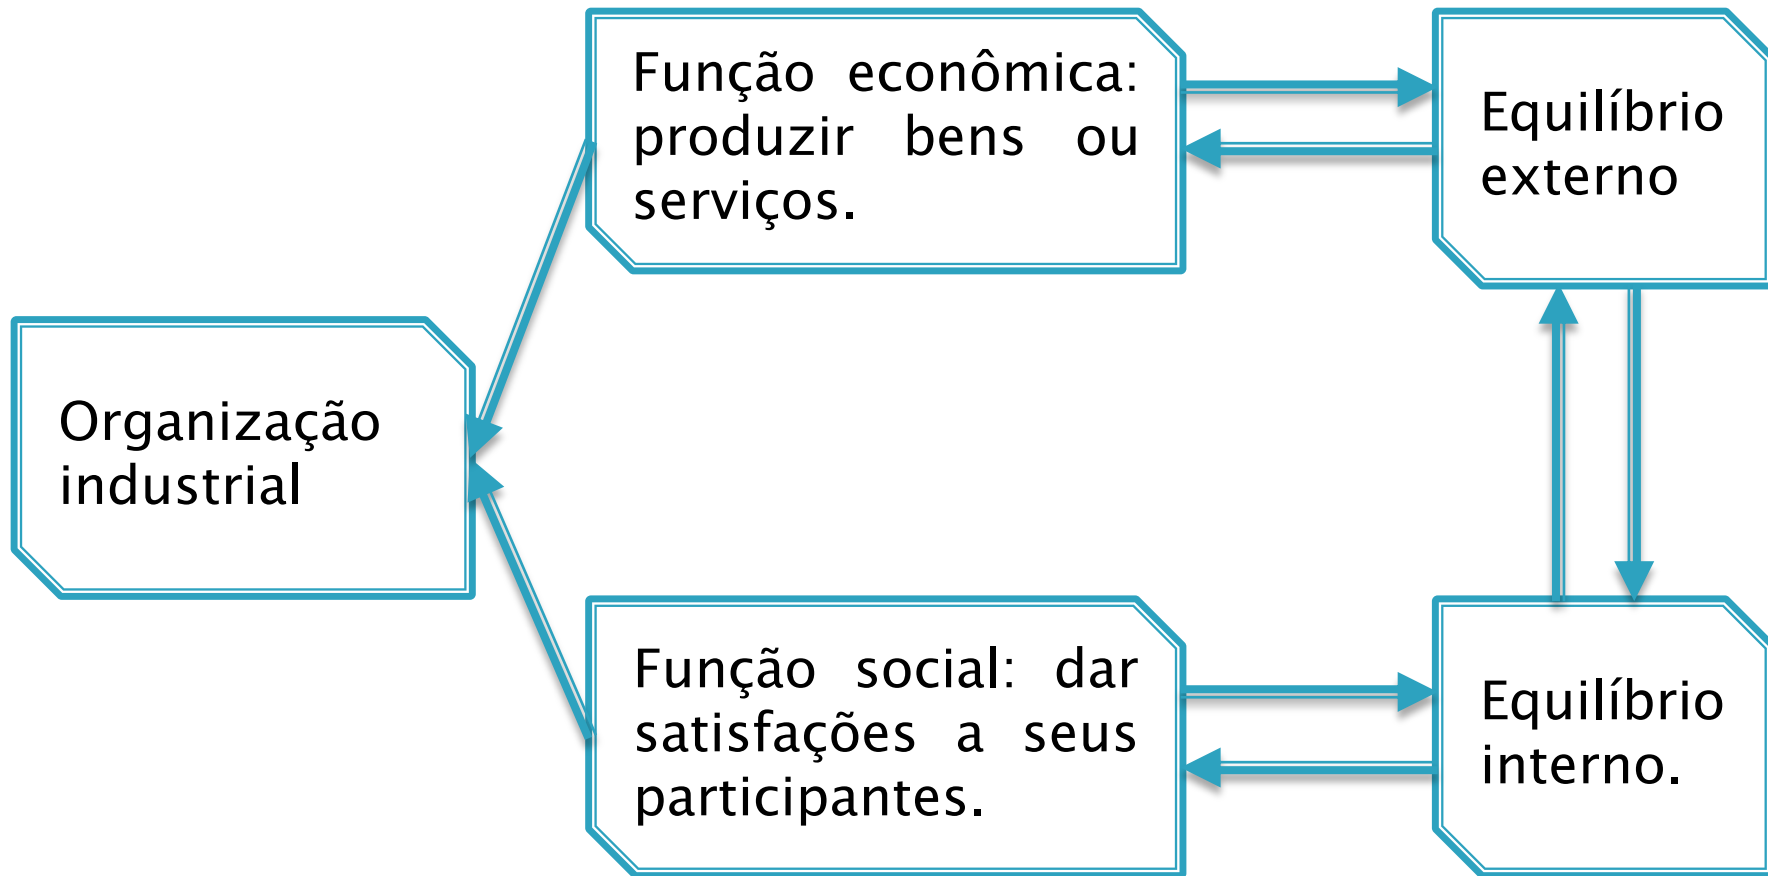 Função econômica:
produzir bens ou
serviços.
Equilíbrio
externo
Organização
industrial
Função social: dar
satisfações a seus
participantes.
Equilíbrio
interno.